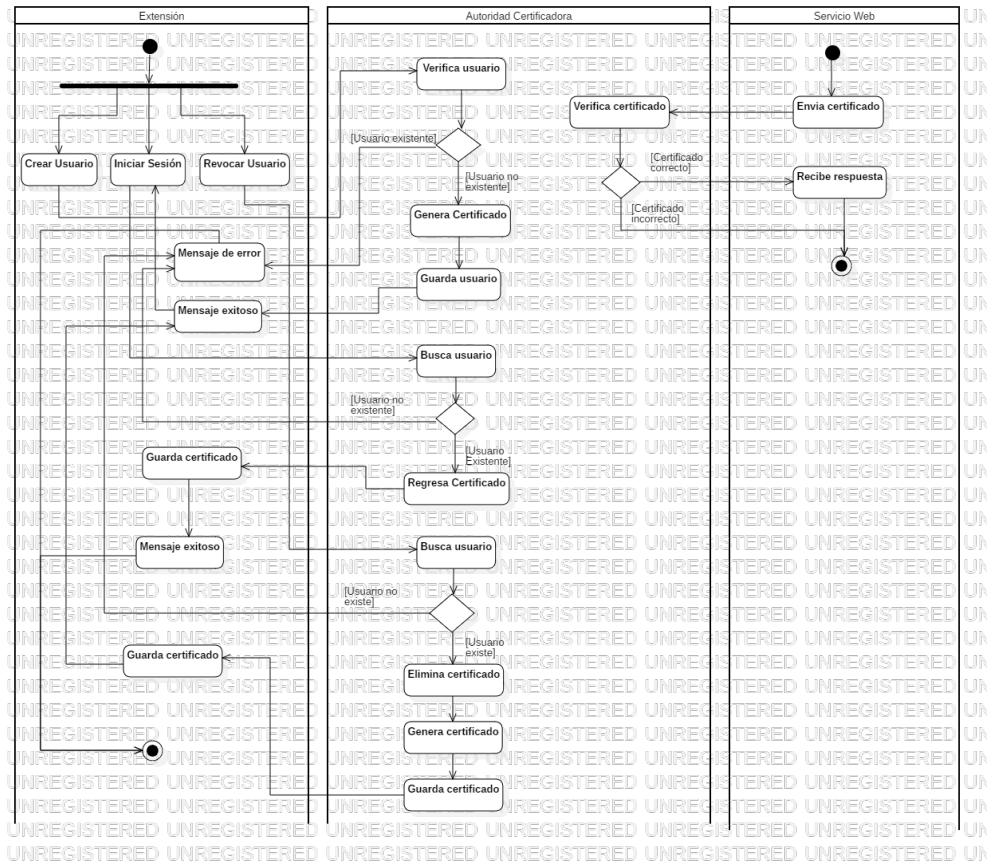 Extensión
Autoridad Certificadora
Servicio Web
Verifica usuario
Verifica certificado
Envia certificado
[Usuario existente]
Crear Usuario
Iniciar Sesión
Revocar Usuario
[Certificado
correcto]
Recibe respuesta
[Usuario no
existente]
Genera Certificado
[Certificado
incorrecto]
Mensaje de error
Guarda usuario
Mensaje exitoso
Busca usuario
[Usuario no
existente]
[Usuario
Existente]
Guarda certificado
Regresa Certificado
Mensaje exitoso
Busca usuario
[Usuario no
existe]
[Usuario
existe]
Guarda certificado
Elimina certificado
Genera certificado
Guarda certificado
UNREGISTERED